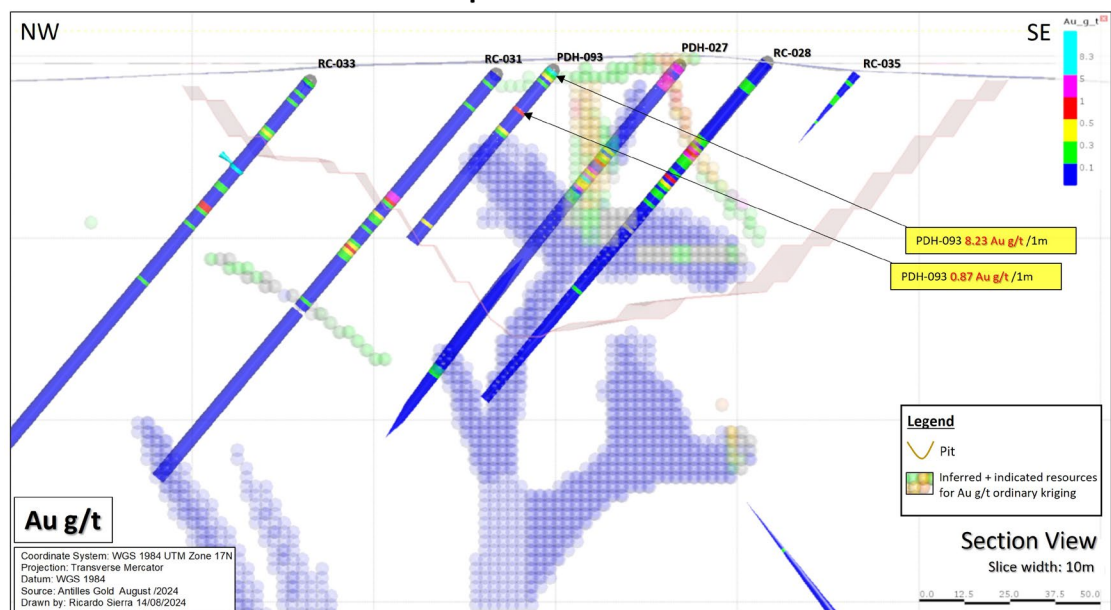 NW
SE
RC-033
RC-031
PDH-093
PDH-027
RC-028
RC-035
Au_g_t
8.3
5
1
0.5
0.3
0.1
PDH-093 8.23 Au g/t /1m
PDH-093 0.87 Au g/t /1m
Legend
Pit
Inferred + indicated resources
for Au g/t ordinary kriging
Au g/t
Coordinate System: WGS 1984 UTM Zone 17N
Projection: Transverse Mercator
Datum: WGS 1984
Source: Antilles Gold August /2024
Drawn by: Ricardo Sierra 14/08/2024
Section View
Slice width: 10m
0.0 12.5 25.0 37.5 50.0